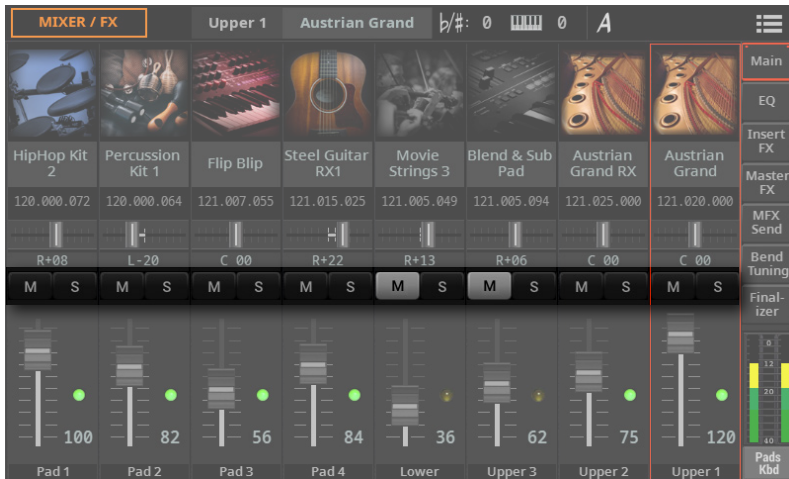 MIXER / FX
Upper 1 Austrian Grand ♭/♯: 0 0 A
HipHop Kit 2
Percussion Kit 1
Flip Blip
Steel Guitar RX1
Movie Strings 3
Blend & Sub Pad
Austrian Grand RX
Austrian Grand
120.000.072 120.000.064 121.007.055 121.015.025 121.005.049 121.005.094 121.025.000 121.020.000
R+08 L-20 C 00 R+22 R+13 R+06 C 00 C 00
M S M S M S M S M S M S M S M S
100 82 56 84 36 62 75 120
Pad 1 Pad 2 Pad 3 Pad 4 Lower Upper 3 Upper 2 Upper 1
Main
EQ
Insert
FX
Master
FX
MFX
Send
Bend
Tuning
Final-
izer
0
12
20
40
Pads
Kbd